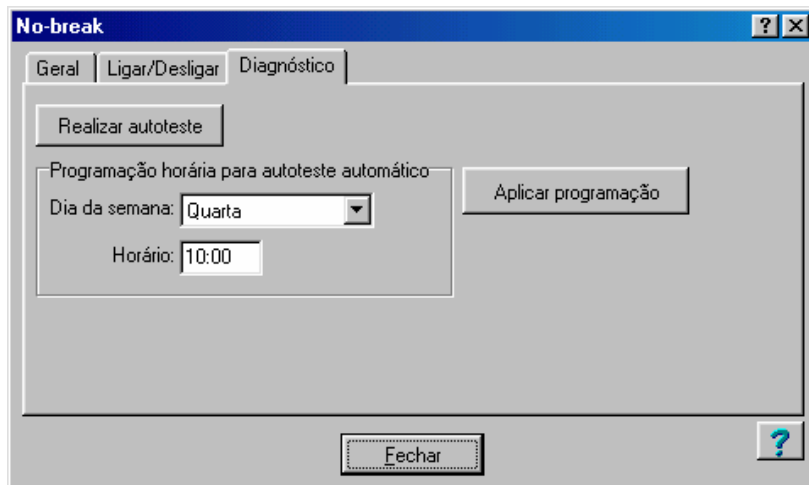 No-break
Geral Ligar/Desligar Diagnóstico
Realizar autoteste
Programação horária para autoteste automático
Aplicar programação
Dia da semana: Quarta
Horário: 10:00
Fechar